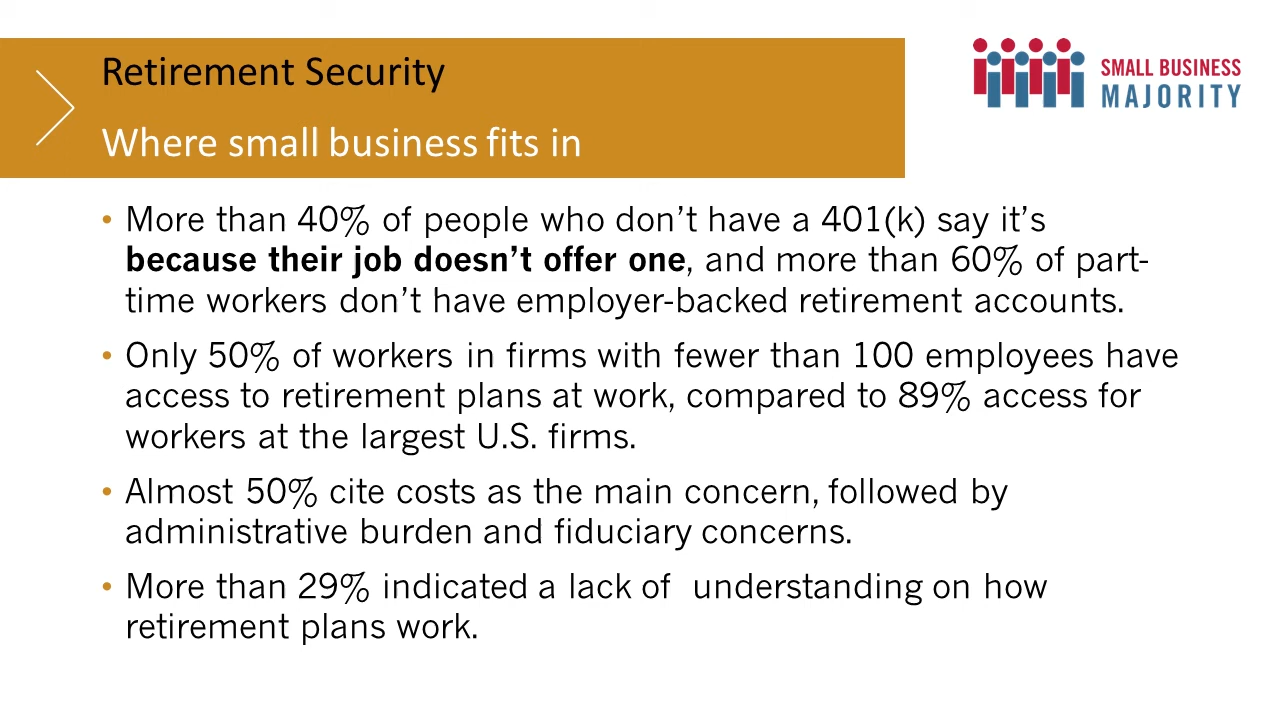 Retirement Security
Where small business fits in
SMALL BUSINESS
MAJORITY
• More than 40% of people who don’t have a 401(k) say it’s
because their job doesn’t offer one, and more than 60% of part-
time workers don’t have employer-backed retirement accounts.
• Only 50% of workers in firms with fewer than 100 employees have
access to retirement plans at work, compared to 89% access for
workers at the largest U.S. firms.
• Almost 50% cite costs as the main concern, followed by
administrative burden and fiduciary concerns.
• More than 29% indicated a lack of  understanding on how
retirement plans work.